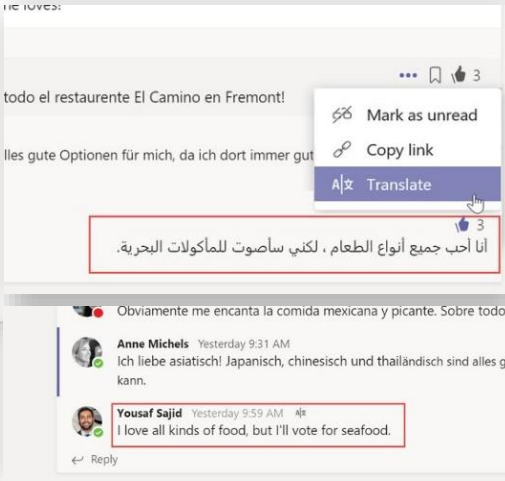 he loves!
3
todo el restaurente El Camino en Fremont!
Mark as unread
Copy link
lles gute Optionen für mich, da ich dort immer gut
Translate
3
أنا أحب جميع أنواع الطعام ، لكني سأصوت للمأكولات البحرية.
Obviamente me encanta la comida mexicana y picante. Sobre todo
Anne Michels Yesterday 9:31 AM
Ich liebe asiatisch! Japanisch, chinesisch und thailändisch sind alles g
kann.
Yousaf Sajid Yesterday 9:59 AM
I love all kinds of food, but I'll vote for seafood.
Reply